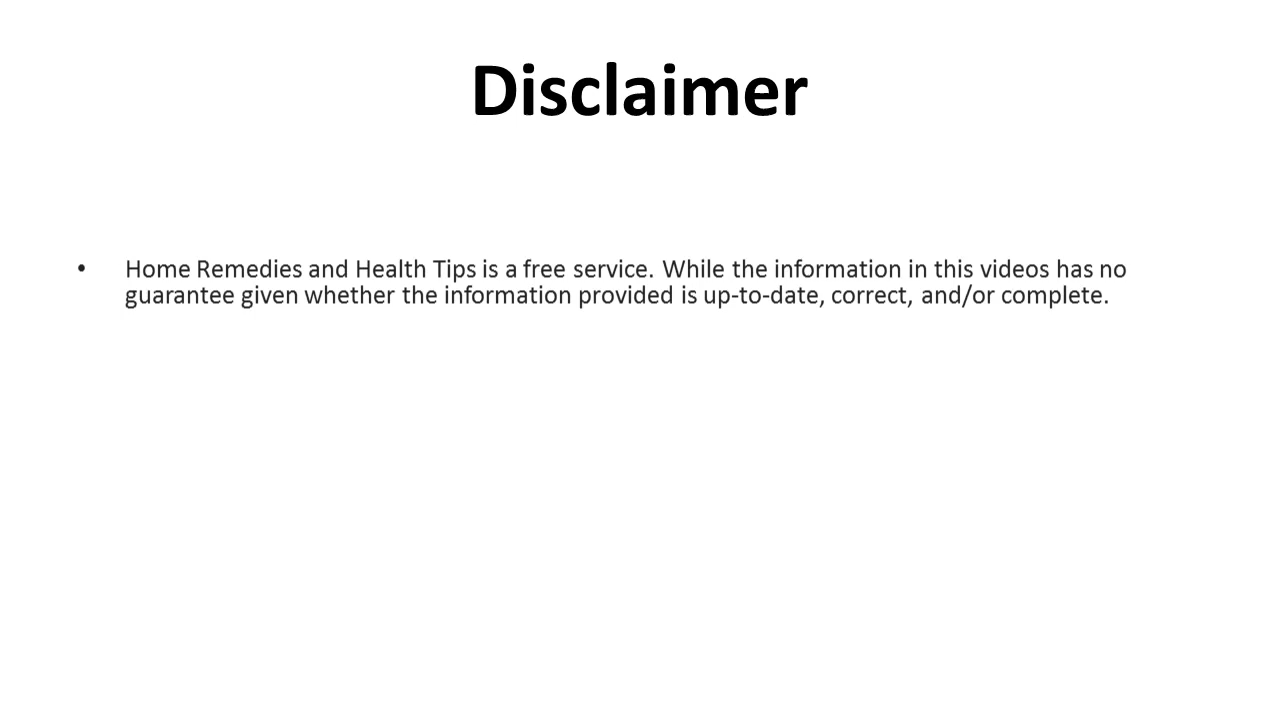 Disclaimer
• Home Remedies and Health Tips is a free service. While the information in this videos has no
guarantee given whether the information provided is up-to-date, correct, and/or complete.